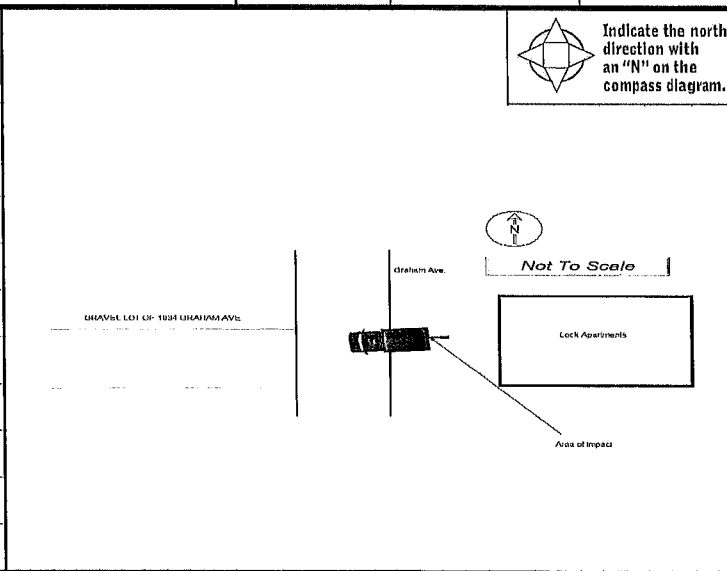 Indicate the north
direction with
an "N" on the
compass diagram.
N
Not To Scale
Graham Ave.
GRAVEL LOT OF 1034 GRAHAM AVE
Lock Apartments
Area of Impact